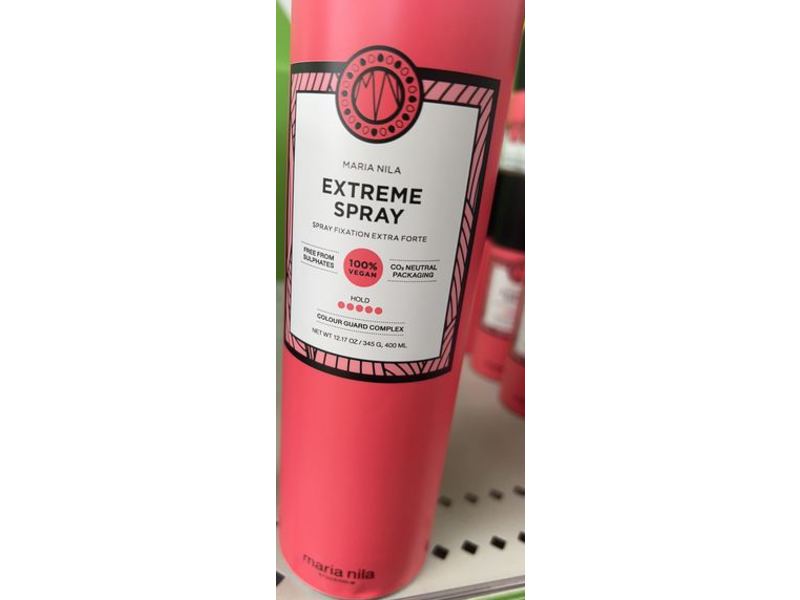 MN
MARIA NILA
EXTREME
SPRAY
SPRAY FIXATION EXTRA FORTE
FREE FROM
SULPHATES
100%
VEGAN
CO₂ NEUTRAL
PACKAGING
HOLD
COLOUR GUARD COMPLEX
NET WT 12.17 OZ / 345 G, 400 ML
maria nila